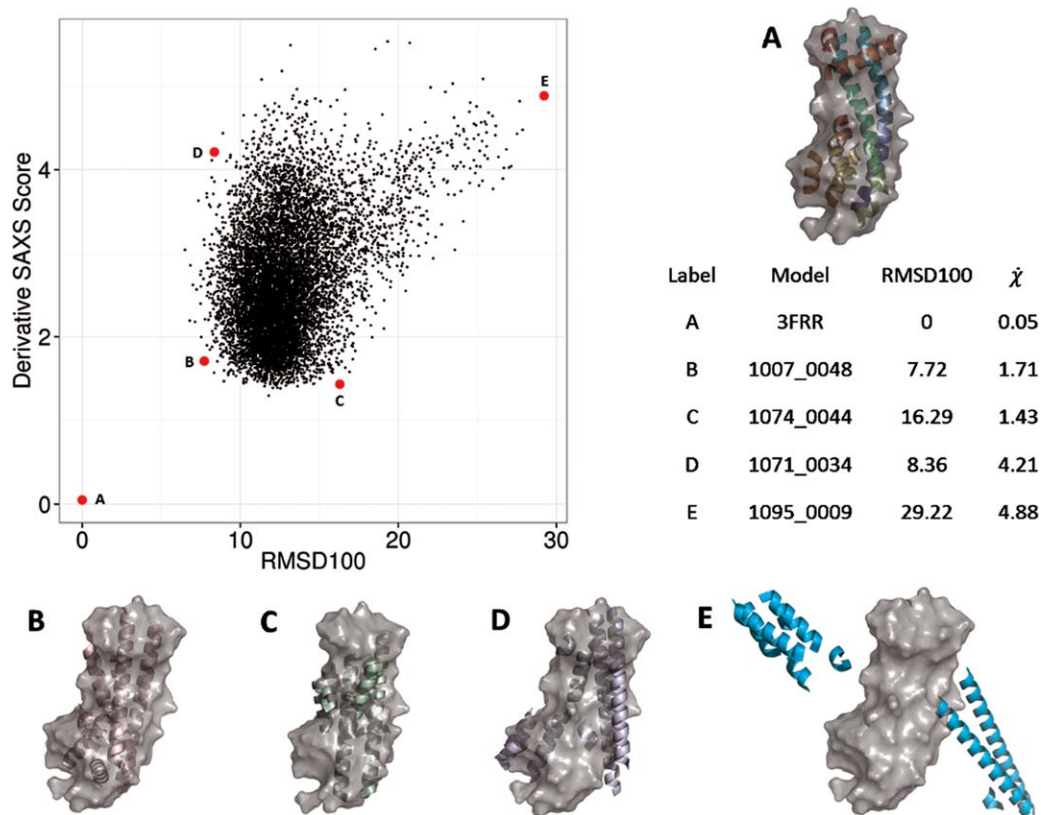 Derivative SAXS Score
4
2
0
A
B
C
D
E
0
10
20
30
RMSD100
A
Label Model RMSD100 χ̇
A 3FRR 0 0.05
B 1007_0048 7.72 1.71
C 1074_0044 16.29 1.43
D 1071_0034 8.36 4.21
E 1095_0009 29.22 4.88
B
C
D
E